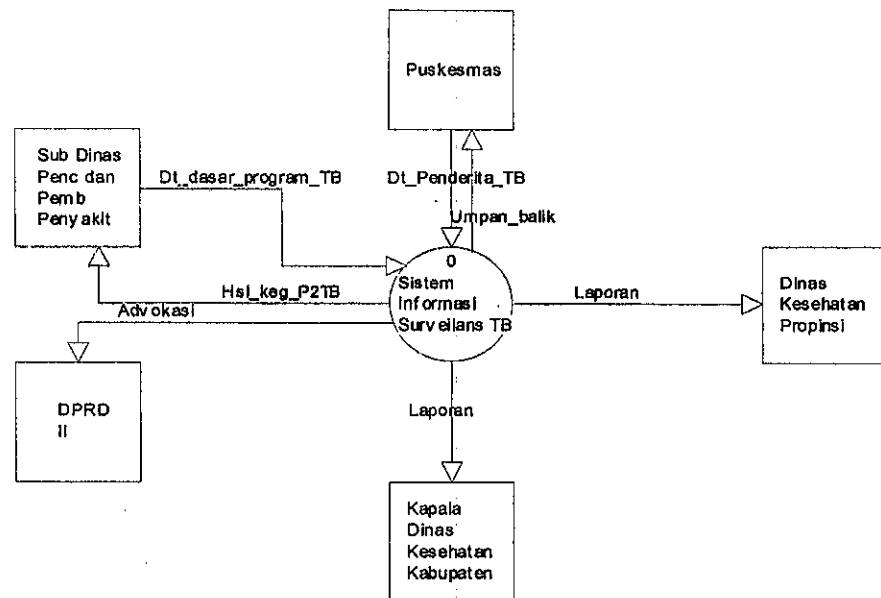 Puskesmas
Sub Dinas
Penc dan
Pemb
Penyakit
Dt_dasar_program_TB
Dt_Penderita_TB
Umpan_balik
0
Sistem
Informasi
Surveilans TB
Hsl_keg_P2TB
Advokasi
Laporan
Dinas
Kesehatan
Propinsi
DPRD
II
Laporan
Kapala
Dinas
Kesehatan
Kabupaten